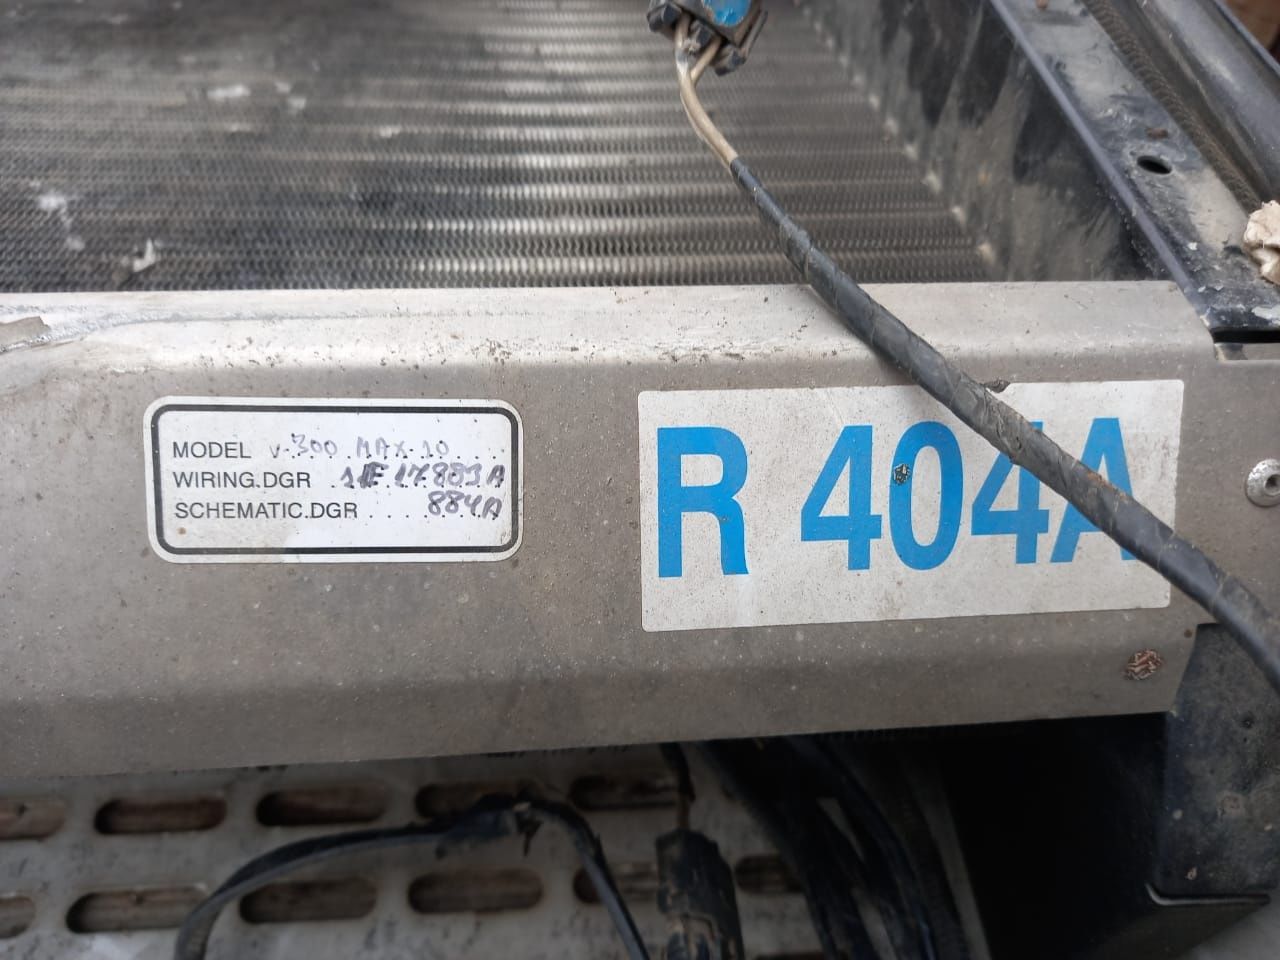 MODEL V-300 MAX 10
WIRING.DGR 1E17883A
SCHEMATIC.DGR 884A
R 404A